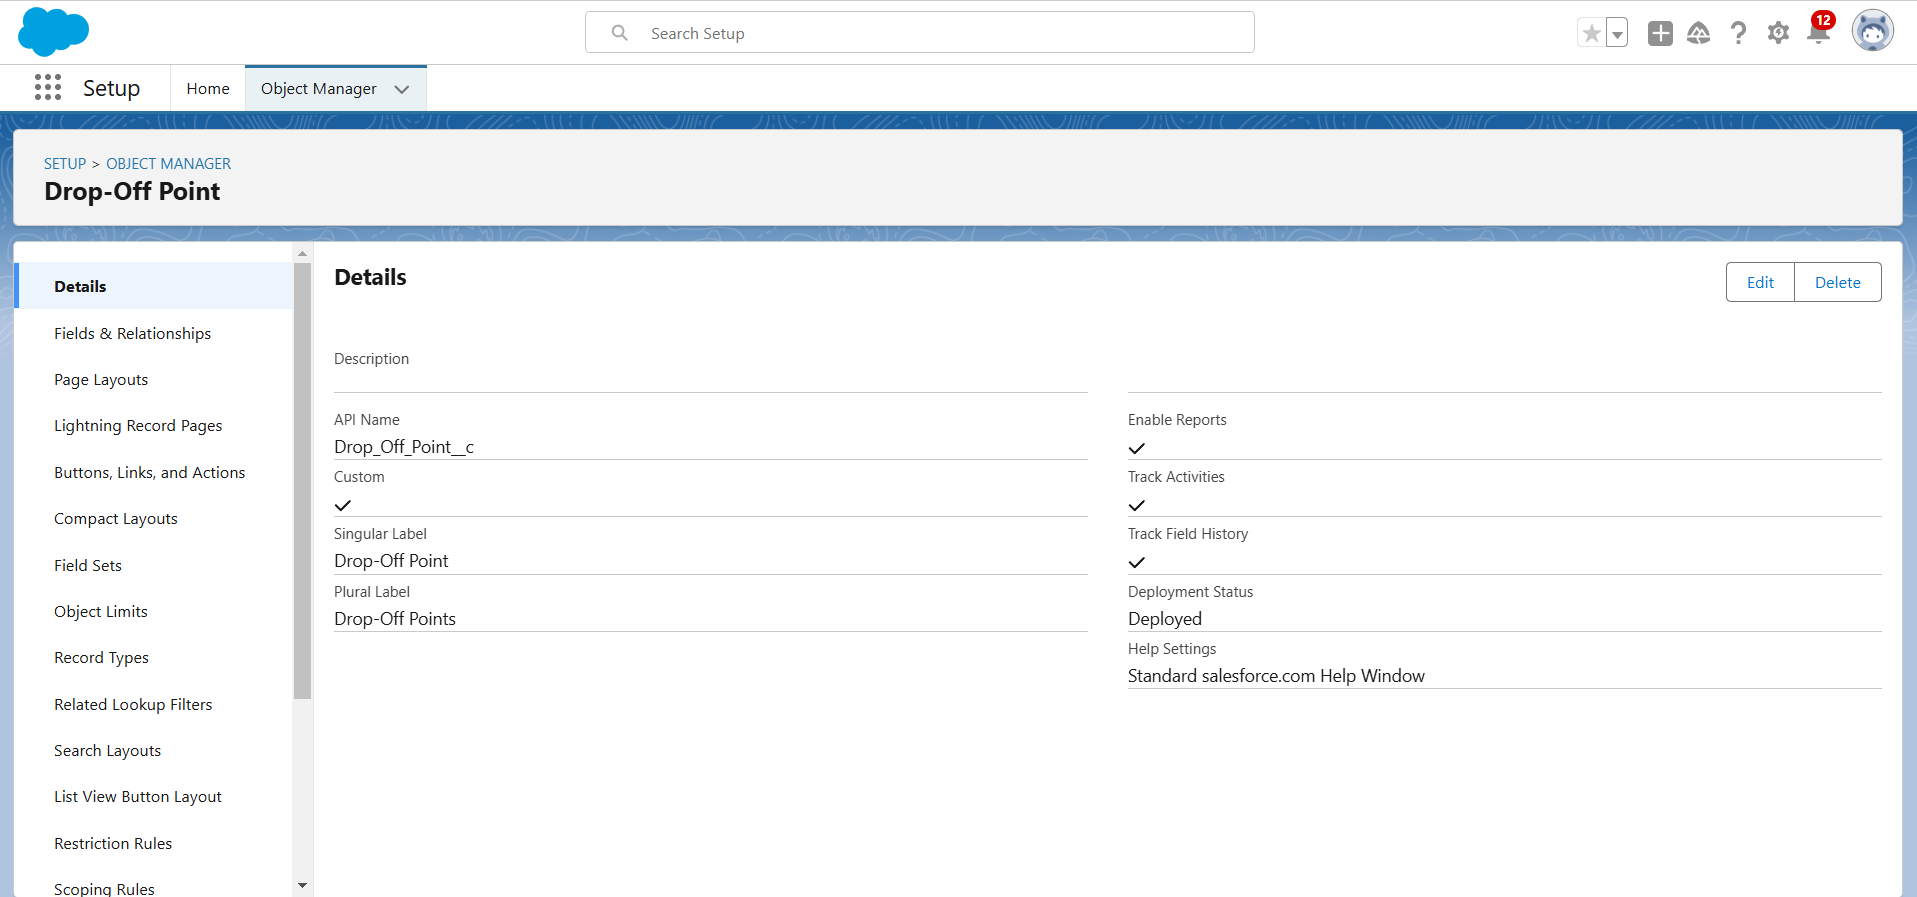 Search Setup
12
Setup
Home
Object Manager
SETUP > OBJECT MANAGER
Drop-Off Point
Details
Fields & Relationships
Page Layouts
Lightning Record Pages
Buttons, Links, and Actions
Compact Layouts
Field Sets
Object Limits
Record Types
Related Lookup Filters
Search Layouts
List View Button Layout
Restriction Rules
Scoping Rules
Details
Edit
Delete
Description
API Name
Drop_Off_Point__c
Custom
Singular Label
Drop-Off Point
Plural Label
Drop-Off Points
Enable Reports
Track Activities
Track Field History
Deployment Status
Deployed
Help Settings
Standard salesforce.com Help Window